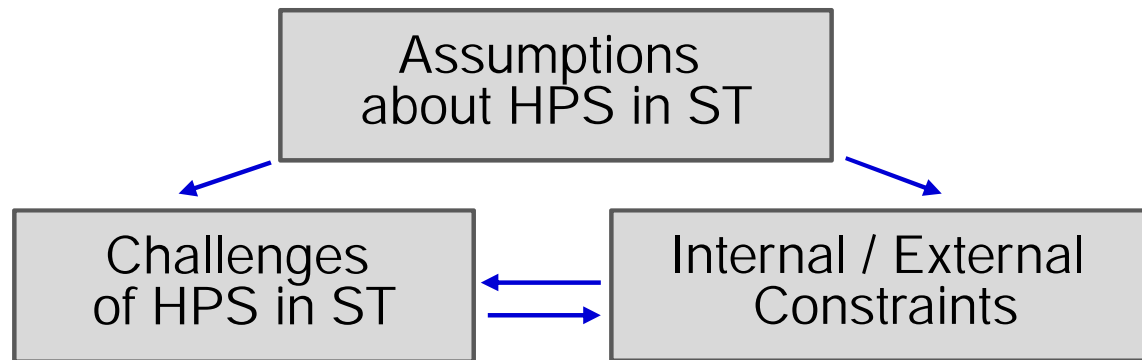 Assumptions
about HPS in ST
Challenges
of HPS in ST
Internal / External
Constraints